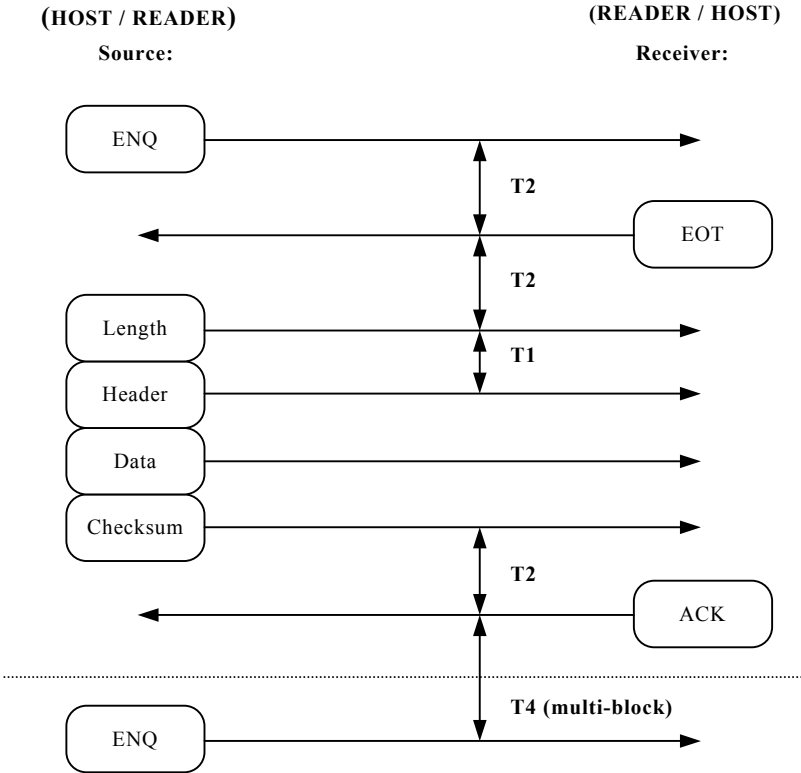 (HOST / READER)
(READER / HOST)
Source:
Receiver:
ENQ
T2
EOT
T2
Length
T1
Header
Data
Checksum
T2
ACK
T4 (multi-block)
ENQ